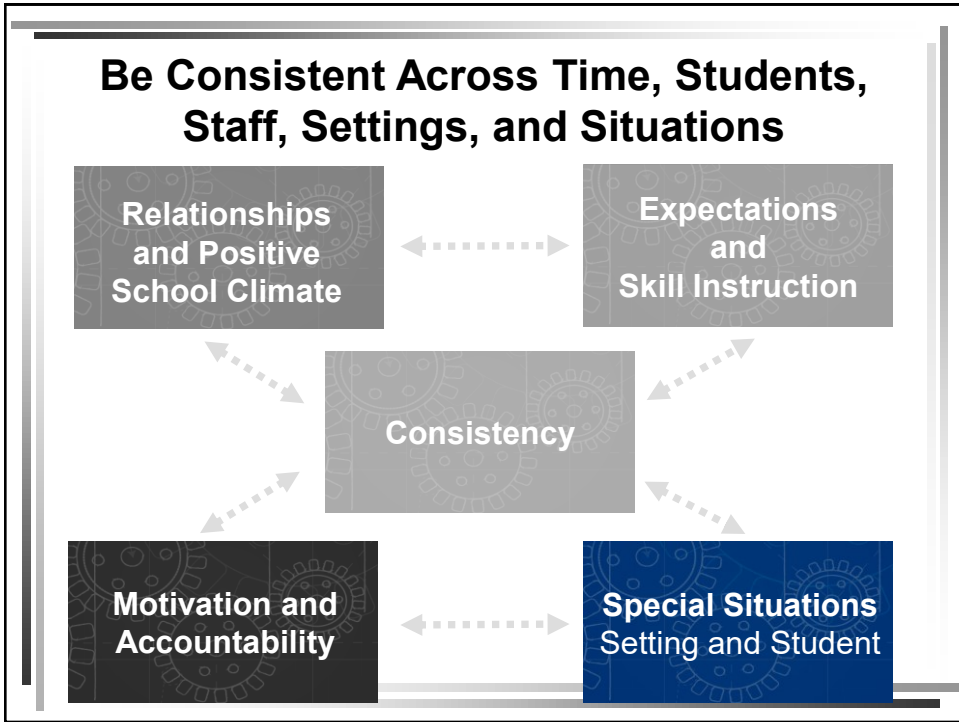 Be Consistent Across Time, Students,
Staff, Settings, and Situations
Relationships
and Positive
School Climate
Expectations
and
Skill Instruction
Consistency
Motivation and
Accountability
Special Situations
Setting and Student